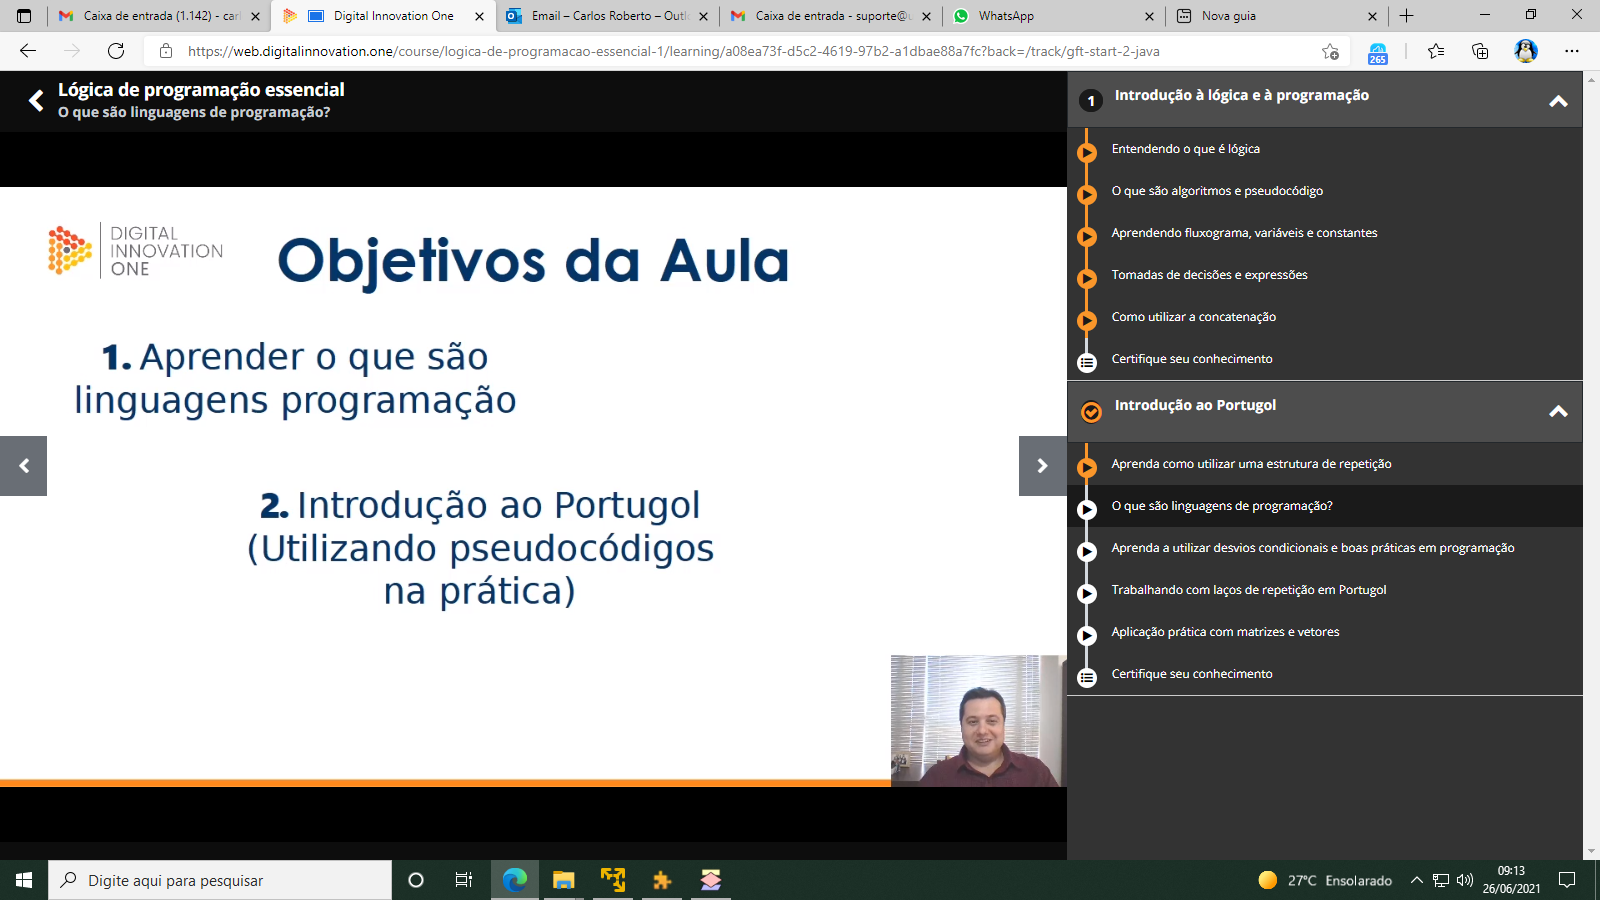 Caixa de entrada (1.142) - carl
Digital Innovation One
Email – Carlos Roberto – Outl
Caixa de entrada - suporte@u
WhatsApp
Nova guia
https://web.digitalinnovation.one/course/logica-de-programacao-essencial-1/learning/a08ea73f-d5c2-4619-97b2-a1dbae88a7fc?back=/track/gft-start-2-java
265
Lógica de programação essencial
O que são linguagens de programação?
DIGITAL
INNOVATION
ONE
Objetivos da Aula
1. Aprender o que são
linguagens programação
2. Introdução ao Portugol
(Utilizando pseudocódigos
na prática)
1
Introdução à lógica e à programação
Entendendo o que é lógica
O que são algoritmos e pseudocódigo
Aprendendo fluxograma, variáveis e constantes
Tomadas de decisões e expressões
Como utilizar a concatenação
Certifique seu conhecimento
Introdução ao Portugol
Aprenda como utilizar uma estrutura de repetição
O que são linguagens de programação?
Aprenda a utilizar desvios condicionais e boas práticas em programação
Trabalhando com laços de repetição em Portugol
Aplicação prática com matrizes e vetores
Certifique seu conhecimento
Digite aqui para pesquisar
27°C Ensolarado
09:13
26/06/2021